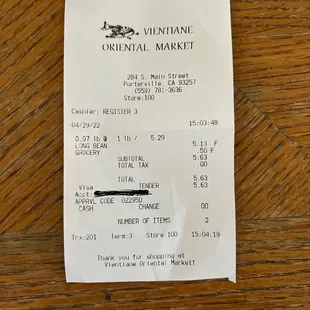 VIENTIANE
ORIENTAL MARKET
284 S. Main Street
Porterville, CA 93257
(559) 781-3636
Store:100
Cashier: REGISTER 3
04/29/22 15:03:48
0.97 lb @ 1 lb / 5.29
LONG BEAN 5.13 F
GROCERY .50 F
SUBTOTAL 5.63
TOTAL TAX .00
TOTAL 5.63
Visa TENDER 5.63
Acct:
APPRVL CODE 022950
CASH CHANGE .00
NUMBER OF ITEMS 2
Trx:201 Term:3 Store:100 15:04:19
Thank you for shopping at
Vientiane Oriental Market!